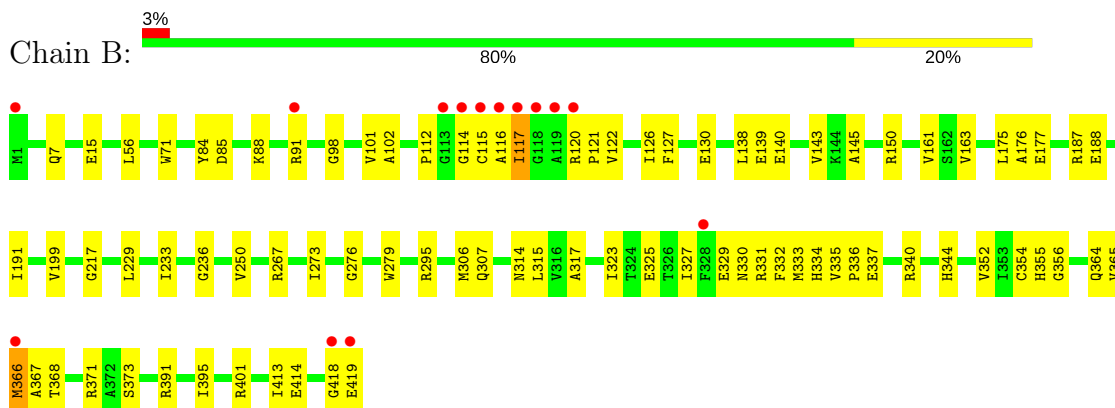 3%
Chain B:
80% 20%
M1 Q7 E15 L56 W71 Y84 D85 K88 R91 G98 V101 A102 P112 G113 G114 C115 A116 I117 G118 A119 R120 P121 V122 I126 F127 E130 L138 E139 E140 V143 K144 A145 R150 V161 S162 V163 L175 A176 E177 R187 E188
I191 V199 G217 L229 I233 G236 V250 R267 I273 G276 W279 R295 M306 Q307 N314 L315 V316 A317 I323 T324 E325 T326 I327 F328 E329 N330 R331 F332 M333 H334 V335 P336 E337 R340 H344 V352 I353 C354 H355 G356 Q364 V365
M366 A367 T368 R371 A372 S373 R391 I395 R401 I413 E414 G418 E419